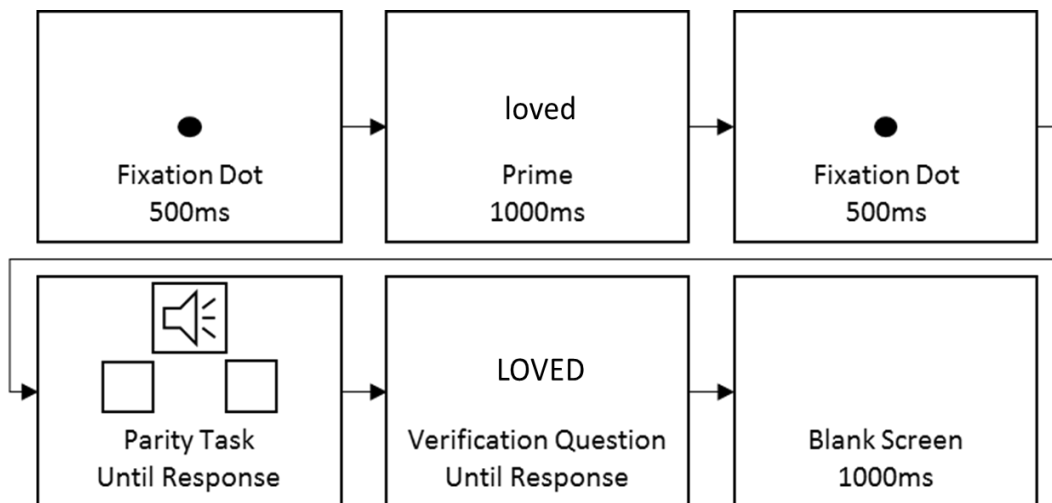 loved
Fixation Dot
500ms
Prime
1000ms
Fixation Dot
500ms
Parity Task
Until Response
LOVED
Verification Question
Until Response
Blank Screen
1000ms